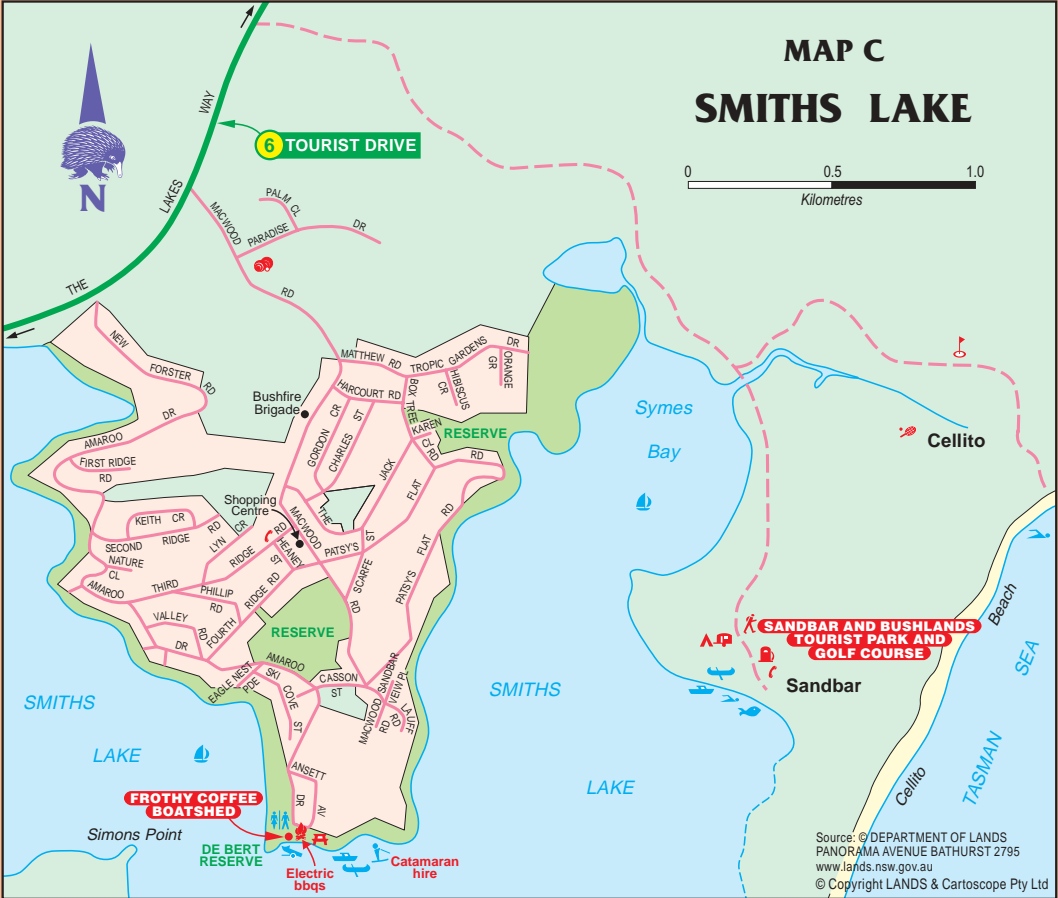 MAP C
SMITHS LAKE
0 0.5 1.0
Kilometres
N
THE LAKES WAY
6 TOURIST DRIVE
MACWOOD
RD
PALM CL
PARADISE DR
NEW FORSTER RD
AMAROO DR
FIRST RIDGE
RD
KEITH CR
SECOND RIDGE RD
NATURE
CL
AMAROO
THIRD RIDGE RD
LYN CR
PHILLIP
RD
VALLEY
RD
DR
FOURTH RIDGE RD
Bushfire
Brigade
MATTHEW RD
TROPIC GARDENS DR
ORANGE
GR
HIBISCUS
CR
HARCOURT RD
BOX TREE
KAREN
CL
RD
RESERVE
GORDON CR
CHARLES ST
JACK
ST
FLAT
RD
Shopping
Centre
MACWOOD
THE
HEANEY
ST
PATSY'S
SCARFE
RD
PATSY'S FLAT RD
RESERVE
EAGLE NEST
PDE
AMAROO
SKI
COVE
ST
CASSON
ST
SANDBAR
VEIW PL
MACWOOD
RD
LAUFF
RD
ANSETT
DR
AV
Symes
Bay
Cellito
SANDBAR AND BUSHLANDS
TOURIST PARK AND
GOLF COURSE
Sandbar
Cellito Beach
TASMAN SEA
SMITHS
LAKE
SMITHS
LAKE
FROTHY COFFEE
BOATSHED
Simons Point
DE BERT
RESERVE
Electric
bbqs
Catamaran
hire
Source: © DEPARTMENT OF LANDS
PANORAMA AVENUE BATHURST 2795
www.lands.nsw.gov.au
© Copyright LANDS & Cartoscope Pty Ltd